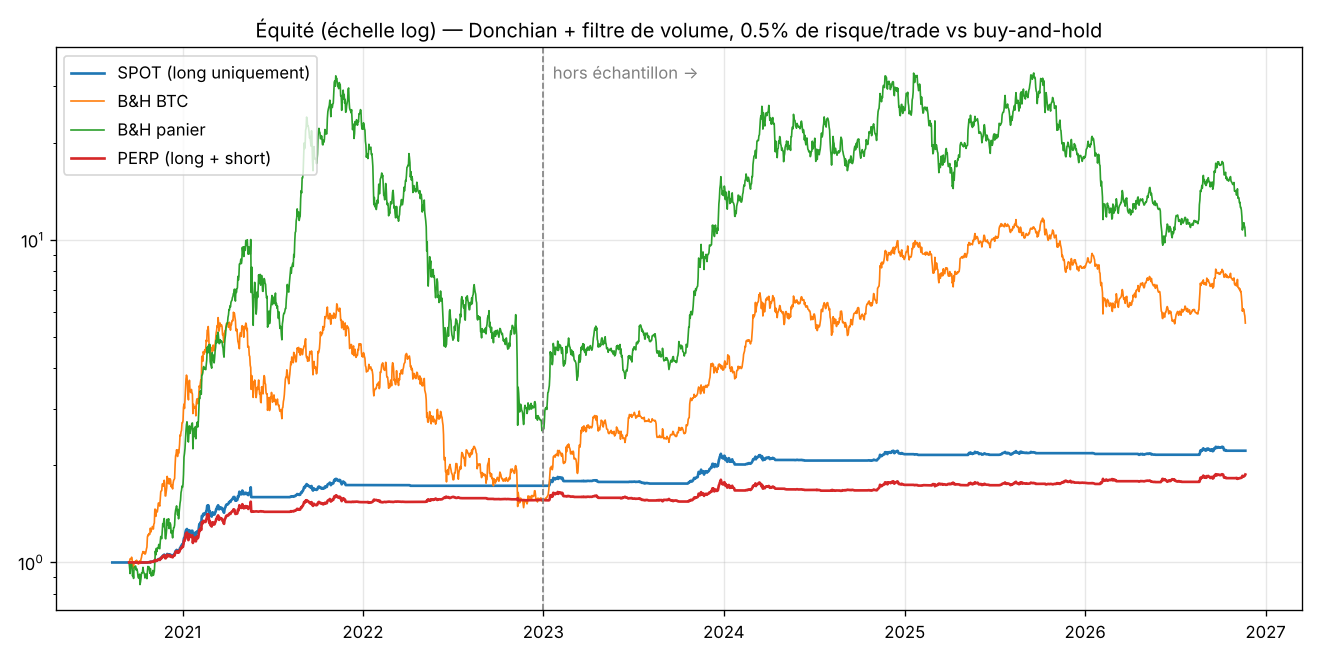 Équité (échelle log) — Donchian + filtre de volume, 0.5% de risque/trade vs buy-and-hold
SPOT (long uniquement)
B&H BTC
B&H panier
PERP (long + short)
hors échantillon →
10¹
10⁰
2021
2022
2023
2024
2025
2026
2027